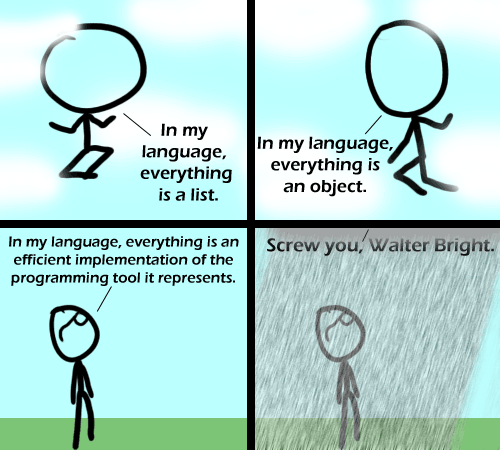 In my
language,
everything
is a list.
In my language,
everything is
an object.
In my language, everything is an
efficient implementation of the
programming tool it represents.
Screw you, Walter Bright.